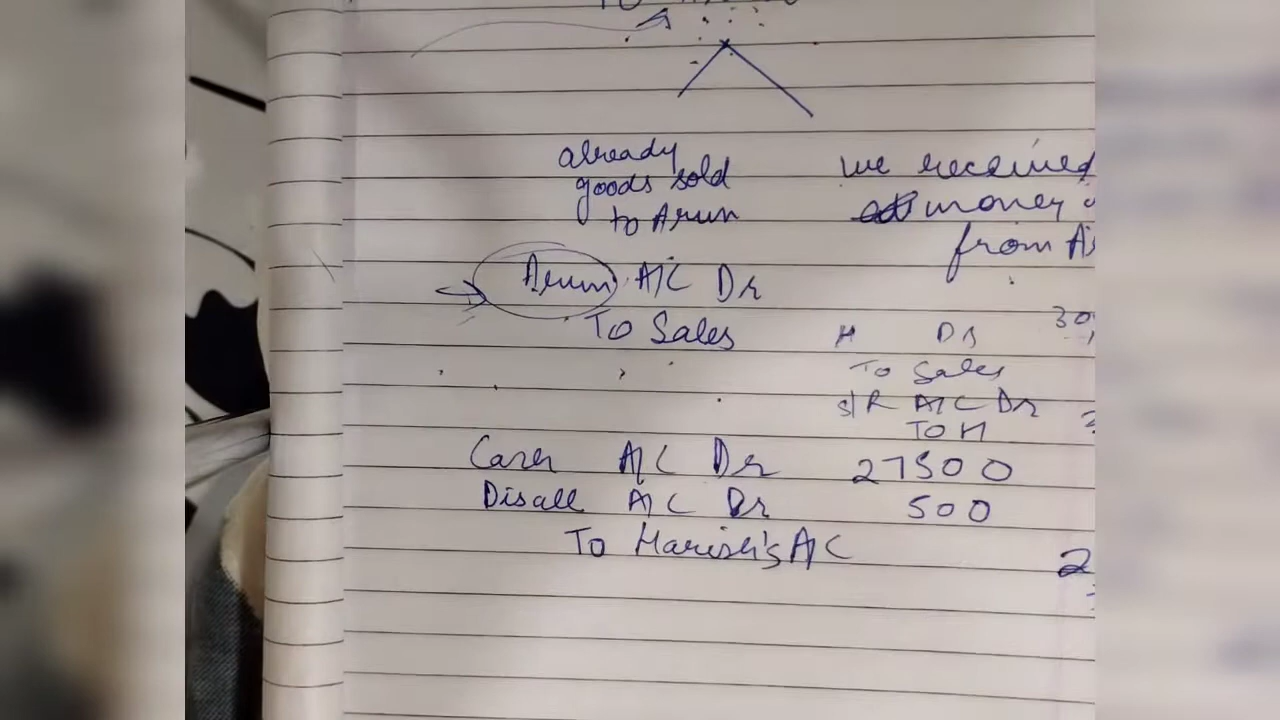 already
goods sold
to Arun
we received
money
from
Arun A/C Dr
To Sales
H Dr
To Sales
S/R A/C Dr
To H
Cash A/C Dr 27500
Disall A/C Dr 500
To Harish's A/C